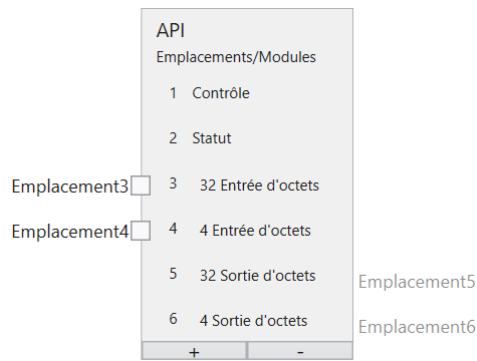 API
Emplacements/Modules
1 Contrôle
2 Statut
Emplacement3 3 32 Entrée d'octets
Emplacement4 4 4 Entrée d'octets
5 32 Sortie d'octets Emplacement5
6 4 Sortie d'octets Emplacement6
+ -